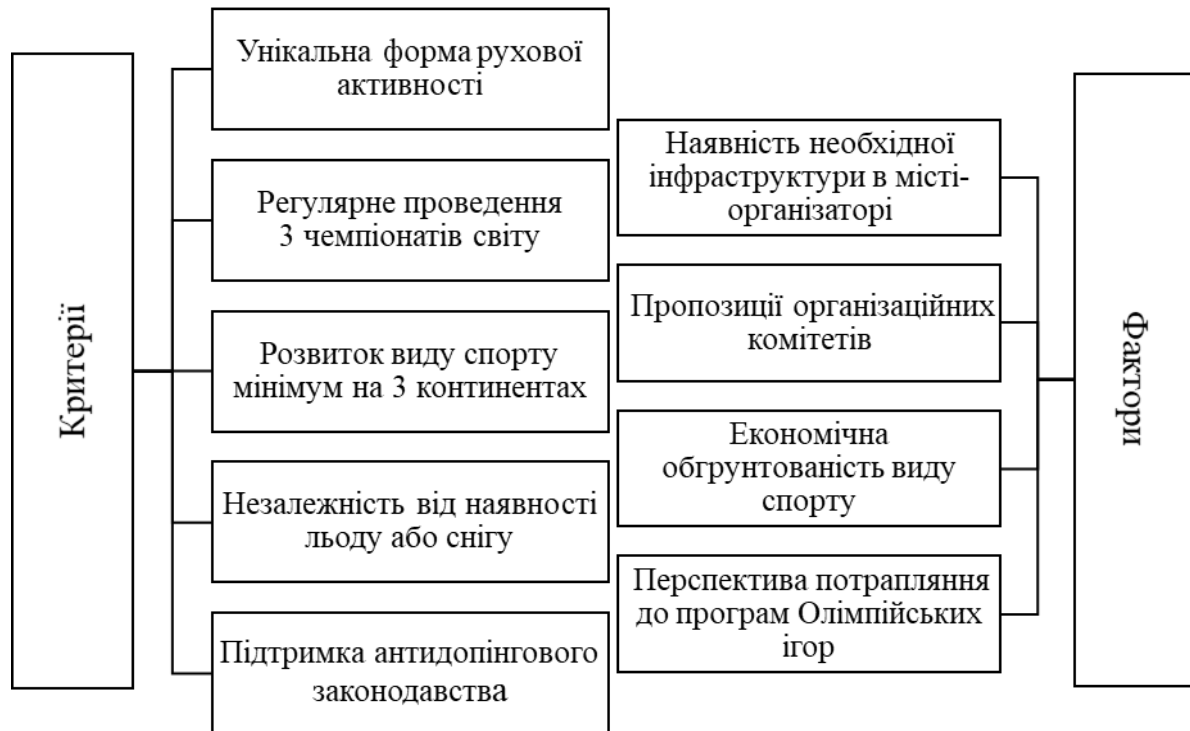 Критерії
Унікальна форма рухової
активності
Регулярне проведення
3 чемпіонатів світу
Розвиток виду спорту
мінімум на 3 континентах
Незалежність від наявності
льоду або снігу
Підтримка антидопінгового
законодавства
Наявність необхідної
інфраструктури в місті-
організаторі
Пропозиції організаційних
комітетів
Економічна
обгрунтованість виду
спорту
Перспектива потрапляння
до програм Олімпійських
ігор
Фактори